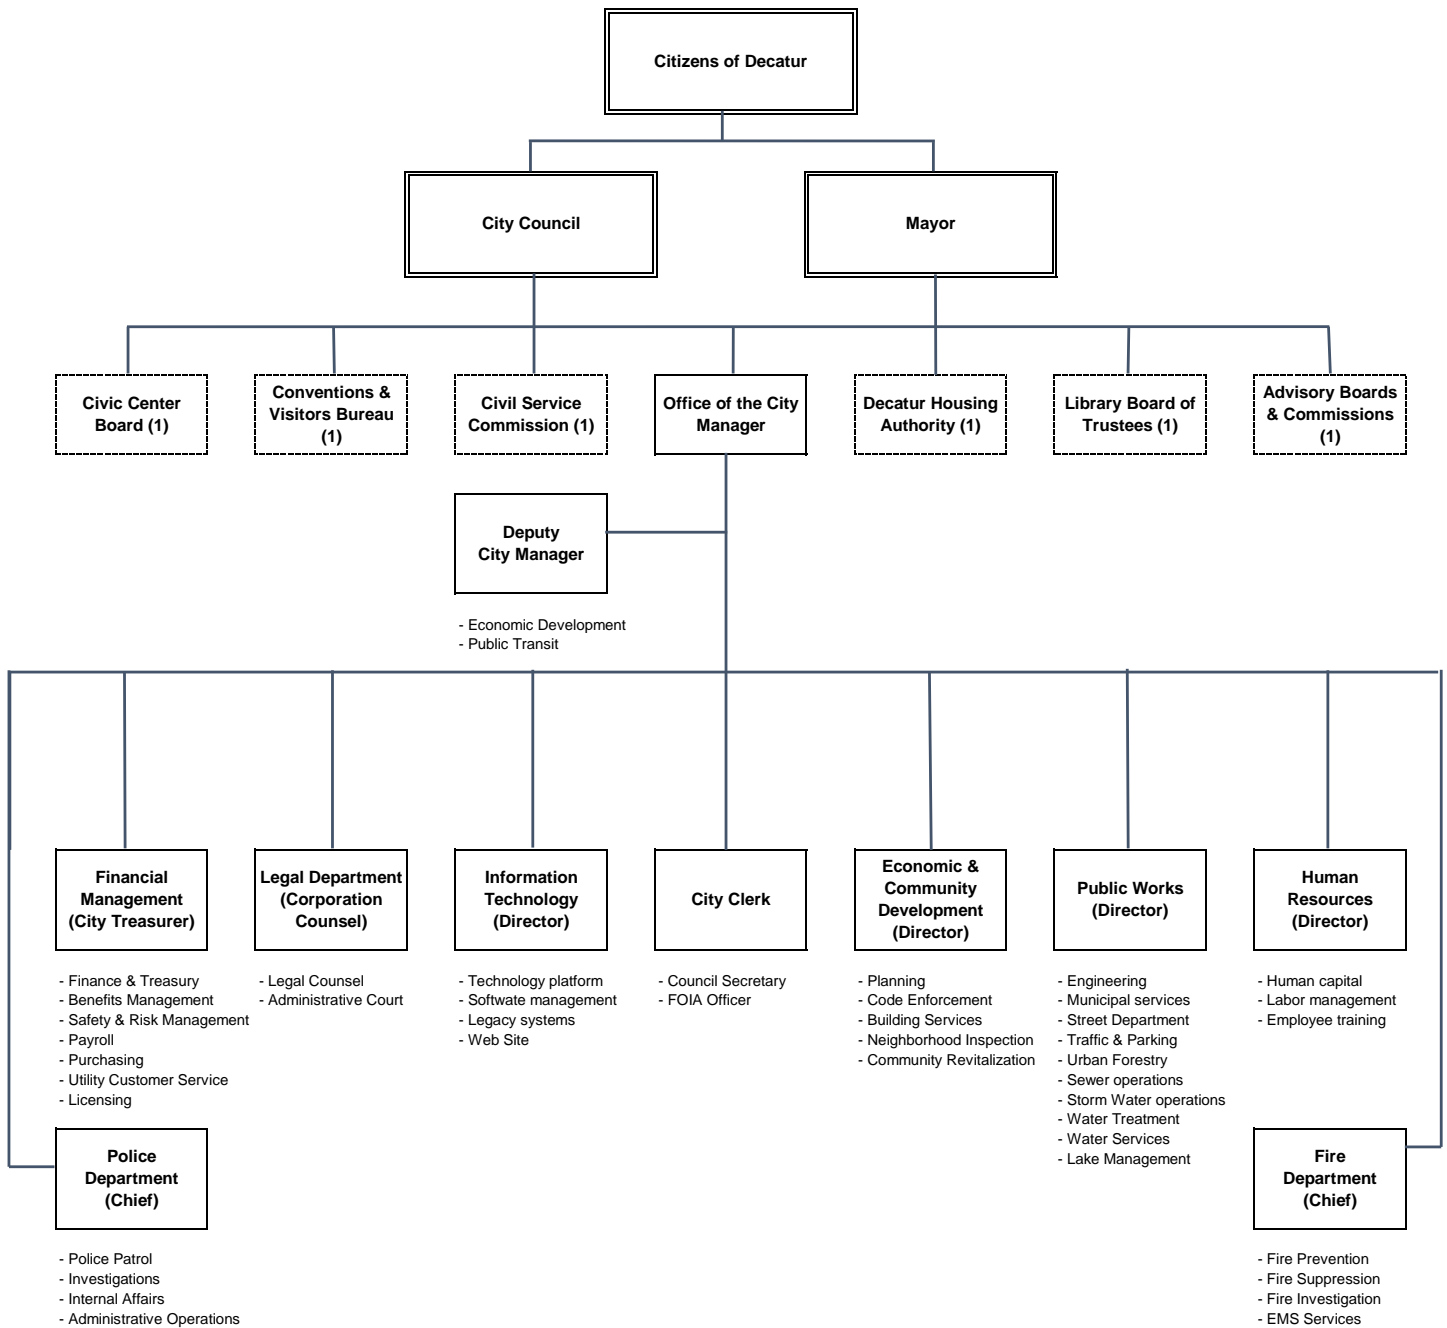 Citizens of Decatur
City Council
Mayor
Civic Center
Board (1)
Conventions &
Visitors Bureau
(1)
Civil Service
Commission (1)
Office of the City
Manager
Decatur Housing
Authority (1)
Library Board of
Trustees (1)
Advisory Boards
& Commissions
(1)
Deputy
City Manager
- Economic Development
- Public Transit
Financial
Management
(City Treasurer)
- Finance & Treasury
- Benefits Management
- Safety & Risk Management
- Payroll
- Purchasing
- Utility Customer Service
- Licensing
Legal Department
(Corporation
Counsel)
- Legal Counsel
- Administrative Court
Information
Technology
(Director)
- Technology platform
- Softwate management
- Legacy systems
- Web Site
City Clerk
- Council Secretary
- FOIA Officer
Economic &
Community
Development
(Director)
- Planning
- Code Enforcement
- Building Services
- Neighborhood Inspection
- Community Revitalization
Public Works
(Director)
- Engineering
- Municipal services
- Street Department
- Traffic & Parking
- Urban Forestry
- Sewer operations
- Storm Water operations
- Water Treatment
- Water Services
- Lake Management
Human
Resources
(Director)
- Human capital
- Labor management
- Employee training
Police
Department
(Chief)
- Police Patrol
- Investigations
- Internal Affairs
- Administrative Operations
Fire
Department
(Chief)
- Fire Prevention
- Fire Suppression
- Fire Investigation
- EMS Services